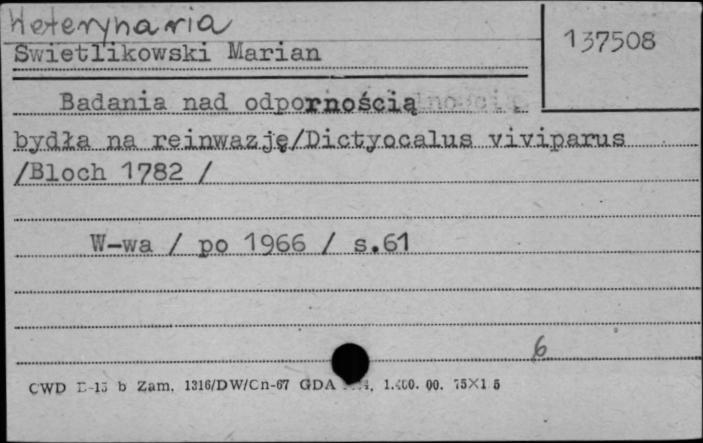 Weterynaria
137508
Swietlikowski Marian
Badania nad odpornością
bydła na reinwazję/Dictyocalus viviparus
/Bloch 1782 /
W-wa / po 1966 / s.61
6
CWD b Zam. 1316/DW/Cn-67 GDA